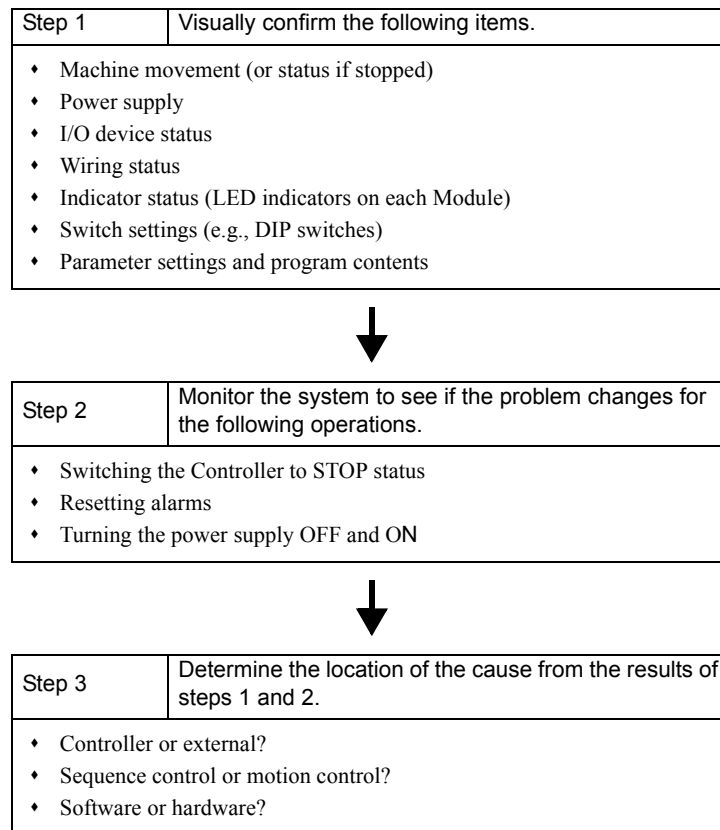 Step 1
Visually confirm the following items.
♦ Machine movement (or status if stopped)
♦ Power supply
♦ I/O device status
♦ Wiring status
♦ Indicator status (LED indicators on each Module)
♦ Switch settings (e.g., DIP switches)
♦ Parameter settings and program contents
Step 2
Monitor the system to see if the problem changes for
the following operations.
♦ Switching the Controller to STOP status
♦ Resetting alarms
♦ Turning the power supply OFF and ON
Step 3
Determine the location of the cause from the results of
steps 1 and 2.
♦ Controller or external?
♦ Sequence control or motion control?
♦ Software or hardware?